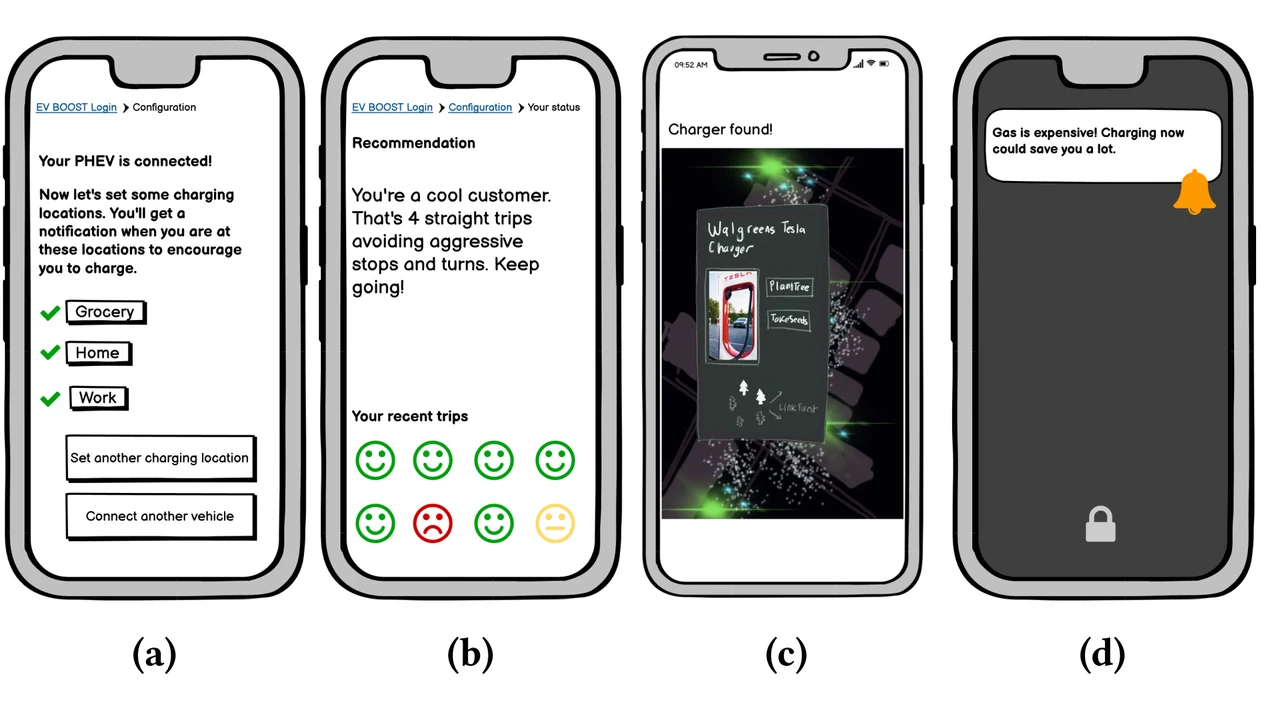 EV BOOST Login ❯ Configuration
Your PHEV is connected!
Now let's set some charging
locations. You'll get a
notification when you are at
these locations to encourage
you to charge.
Grocery
Home
Work
Set another charging location
Connect another vehicle
(a)
EV BOOST Login ❯ Configuration ❯ Your status
Recommendation
You're a cool customer.
That's 4 straight trips
avoiding aggressive
stops and turns. Keep
going!
Your recent trips
(b)
09:52 AM
Charger found!
Walgreens Tesla
Charger
TESLA
PlantTree
TakeSeeds
(c)
Gas is expensive! Charging now
could save you a lot.
(d)